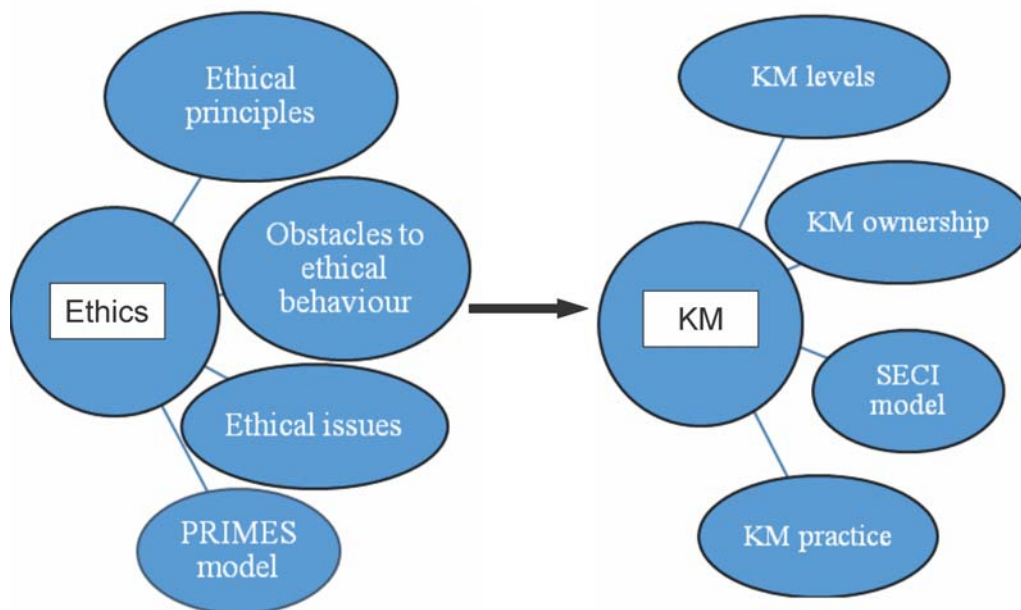 Ethical
principles
Obstacles to
ethical
behaviour
Ethics
Ethical issues
PRIMES
model
KM levels
KM ownership
KM
SECI
model
KM practice